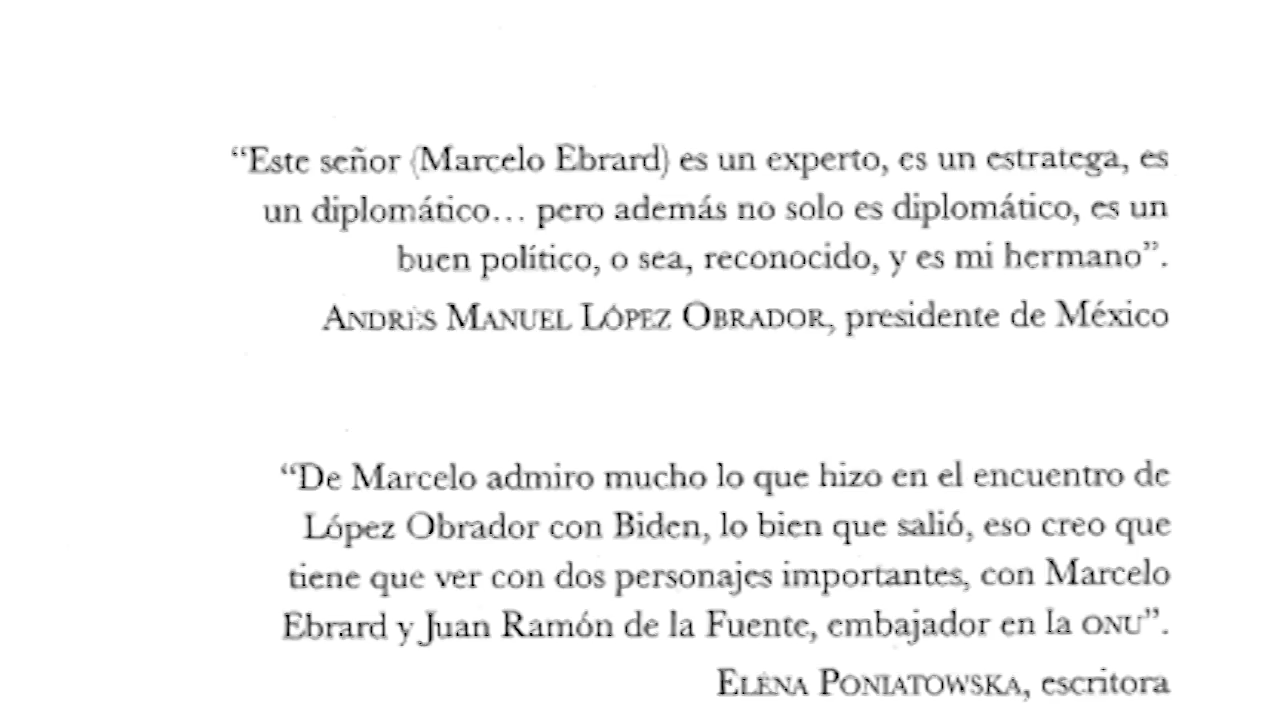 “Este señor (Marcelo Ebrard) es un experto, es un estratega, es
un diplomático… pero además no solo es diplomático, es un
buen político, o sea, reconocido, y es mi hermano”.
ANDRÉS MANUEL LÓPEZ OBRADOR, presidente de México
“De Marcelo admiro mucho lo que hizo en el encuentro de
López Obrador con Biden, lo bien que salió, eso creo que
tiene que ver con dos personajes importantes, con Marcelo
Ebrard y Juan Ramón de la Fuente, embajador en la ONU”.
ELENA PONIATOWSKA, escritora